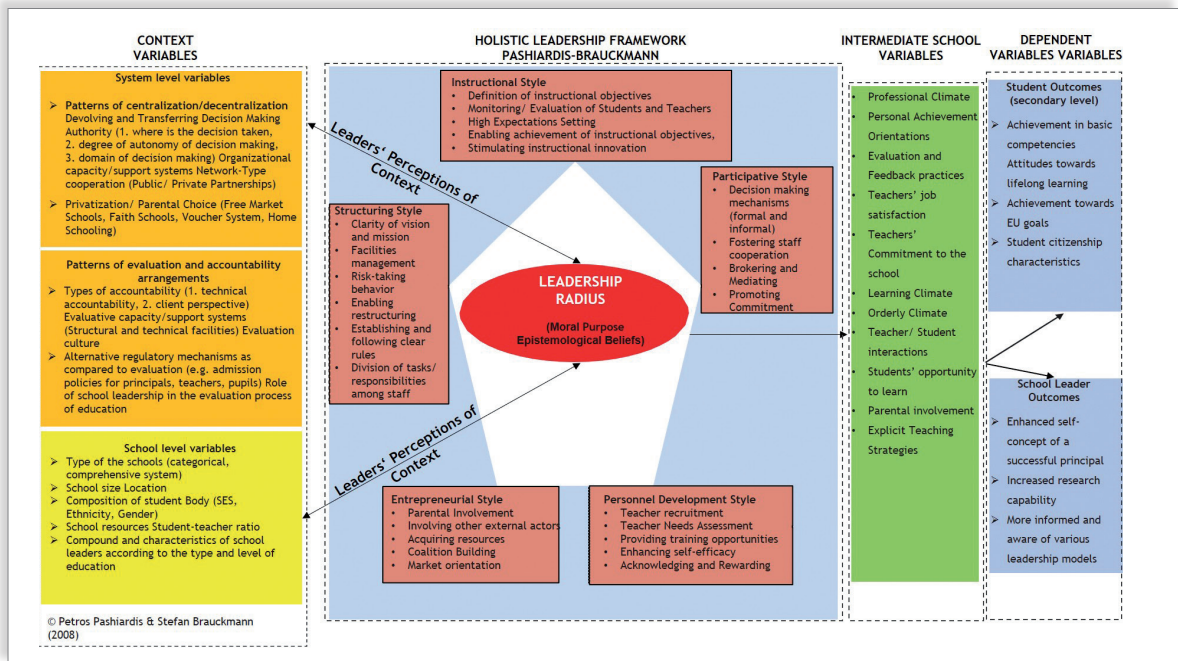 CONTEXT
VARIABLES
System level variables
➢ Patterns of centralization/decentralization
Devolving and Transferring Decision Making
Authority (1. where is the decision taken,
2. degree of autonomy of decision making,
3. domain of decision making) Organizational
capacity/support systems Network-Type
cooperation (Public/ Private Partnerships)
➢ Privatization/ Parental Choice (Free Market
Schools, Faith Schools, Voucher System, Home
Schooling)
Patterns of evaluation and accountability
arrangements
➢ Types of accountability (1. technical
accountability, 2. client perspective)
Evaluative capacity/support systems
(Structural and technical facilities) Evaluation
culture
➢ Alternative regulatory mechanisms as
compared to evaluation (e.g. admission
policies for principals, teachers, pupils) Role
of school leadership in the evaluation process
of education
School level variables
➢ Type of the schools (categorical,
comprehensive system)
➢ School size Location
➢ Composition of student Body (SES,
Ethnicity, Gender)
➢ School resources Student-teacher ratio
➢ Compound and characteristics of school
leaders according to the type and level of
education
© Petros Pashiardis & Stefan Brauckmann
(2008)
HOLISTIC LEADERSHIP FRAMEWORK
PASHIARDIS-BRAUCKMANN
Leaders' Perceptions of
Context
Instructional Style
• Definition of instructional objectives
• Monitoring/ Evaluation of Students and Teachers
• High Expectations Setting
• Enabling achievement of instructional objectives,
• Stimulating instructional innovation
Structuring Style
• Clarity of vision and mission
• Facilities
management
• Risk-taking
behavior
• Enabling
restructuring
• Establishing and
following clear
rules
• Division of tasks/
responsibilities
among staff
Participative Style
• Decision making
mechanisms
(formal and
informal)
• Fostering staff
cooperation
• Brokering and
Mediating
• Promoting
Commitment
LEADERSHIP
RADIUS
(Moral Purpose
Epistemological Beliefs)
Leaders' Perceptions of
Context
Entrepreneurial Style
• Parental Involvement
• Involving other external actors
• Acquiring resources
• Coalition Building
• Market orientation
Personnel Development Style
• Teacher recruitment
• Teacher Needs Assessment
• Providing training opportunities
• Enhancing self-efficacy
• Acknowledging and Rewarding
INTERMEDIATE SCHOOL
VARIABLES
• Professional Climate
• Personal Achievement
Orientations
• Evaluation and
Feedback practices
• Teachers' job
satisfaction
• Teachers'
Commitment to the
school
• Learning Climate
• Orderly Climate
• Teacher/ Student
interactions
• Students' opportunity
to learn
• Parental involvement
• Explicit Teaching
Strategies
DEPENDENT
VARIABLES VARIABLES
Student Outcomes
(secondary level)
➢ Achievement in basic
competencies
Attitudes towards
lifelong learning
➢ Achievement towards
EU goals
➢ Student citizenship
characteristics
School Leader
Outcomes
➢ Enhanced self-
concept of a
successful principal
➢ Increased research
capability
➢ More informed and
aware of various
leadership models